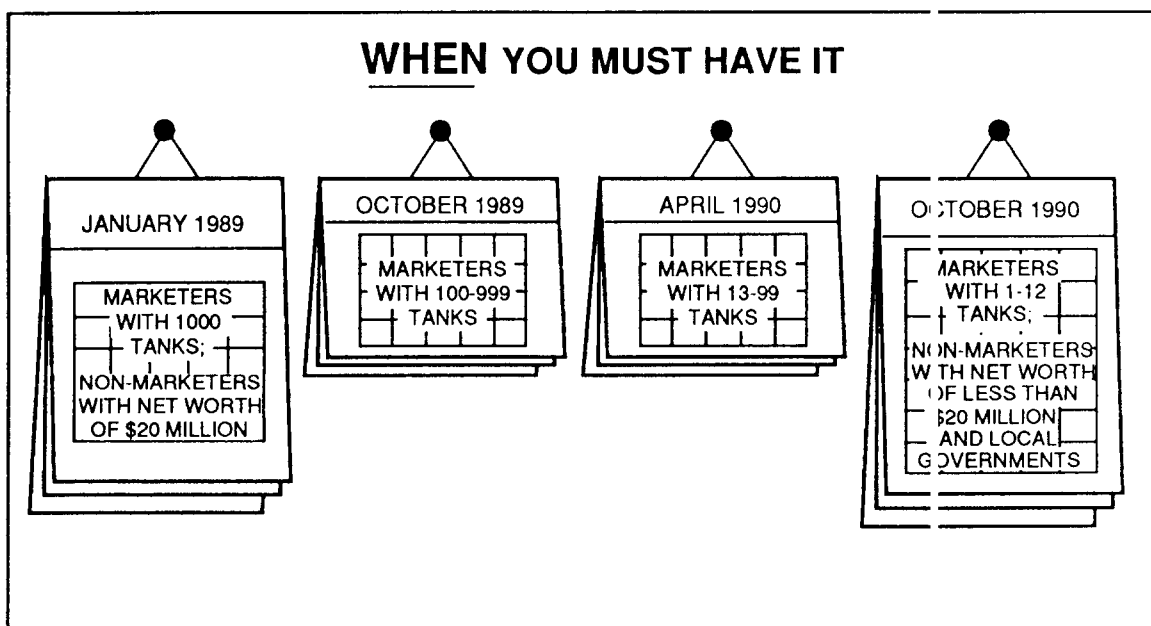 WHEN YOU MUST HAVE IT
JANUARY 1989
MARKETERS
WITH 1000
TANKS;
NON-MARKETERS
WITH NET WORTH
OF $20 MILLION
OCTOBER 1989
MARKETERS
WITH 100-999
TANKS
APRIL 1990
MARKETERS
WITH 13-99
TANKS
OCTOBER 1990
MARKETERS
WITH 1-12
TANKS;
NON-MARKETERS
WITH NET WORTH
OF LESS THAN
$20 MILLION
AND LOCAL
GOVERNMENTS